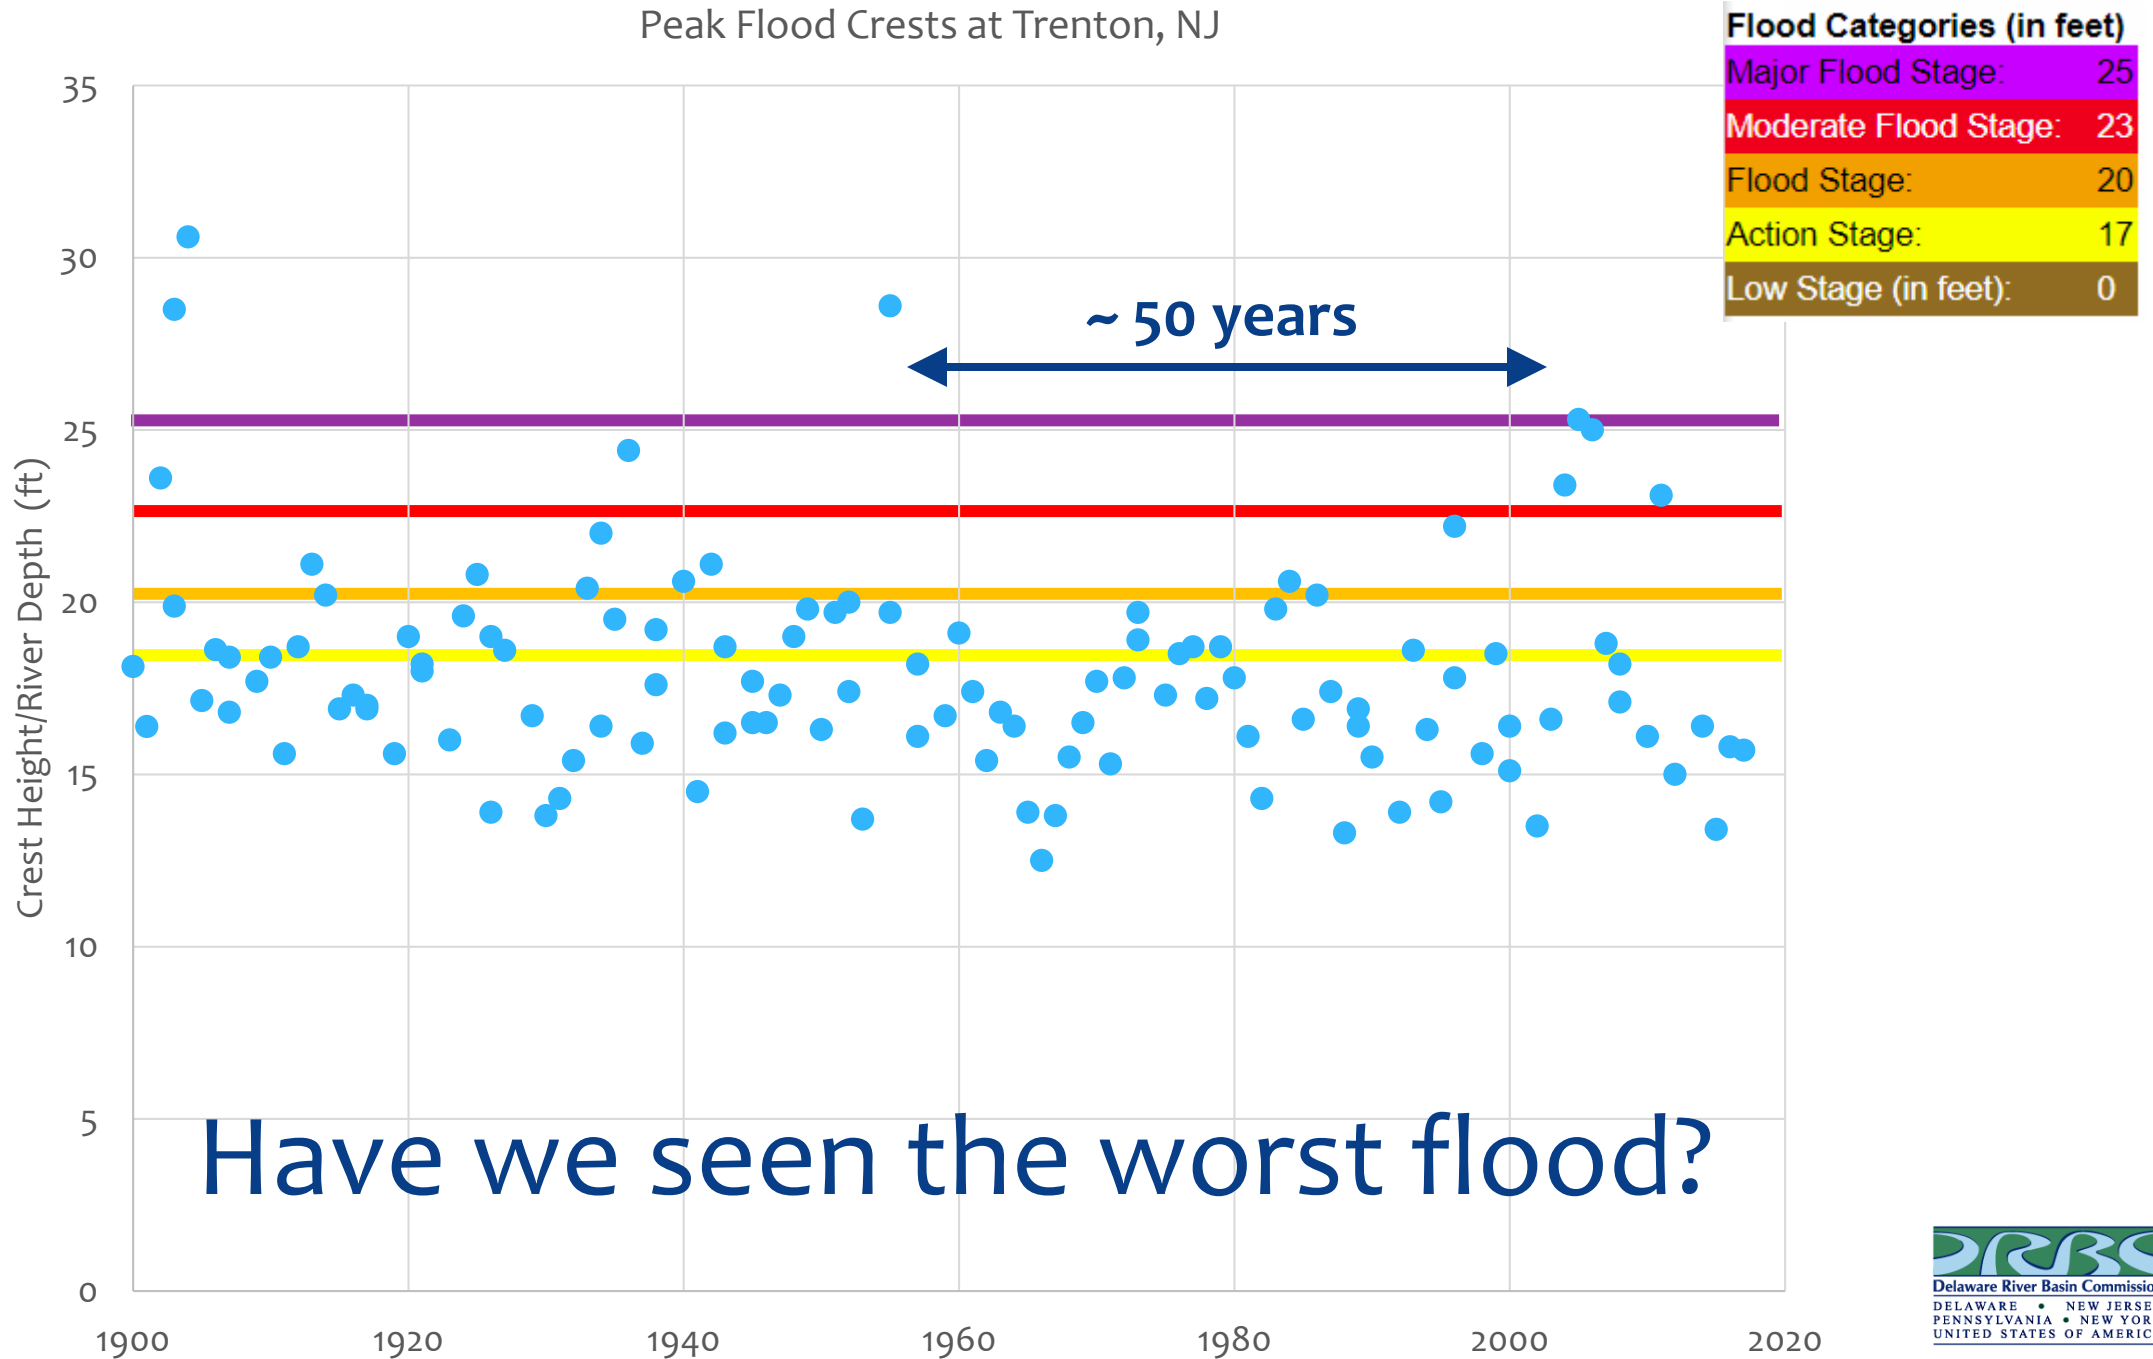 Peak Flood Crests at Trenton, NJ
Flood Categories (in feet)
Major Flood Stage: 25
Moderate Flood Stage: 23
Flood Stage: 20
Action Stage: 17
Low Stage (in feet): 0
35
30
25
20
15
10
5
0
Crest Height/River Depth (ft)
~ 50 years
Have we seen the worst flood?
1900 1920 1940 1960 1980 2000 2020
DRBC
Delaware River Basin Commissio
DELAWARE • NEW JERSE
PENNSYLVANIA • NEW YOR
UNITED STATES OF AMERIC